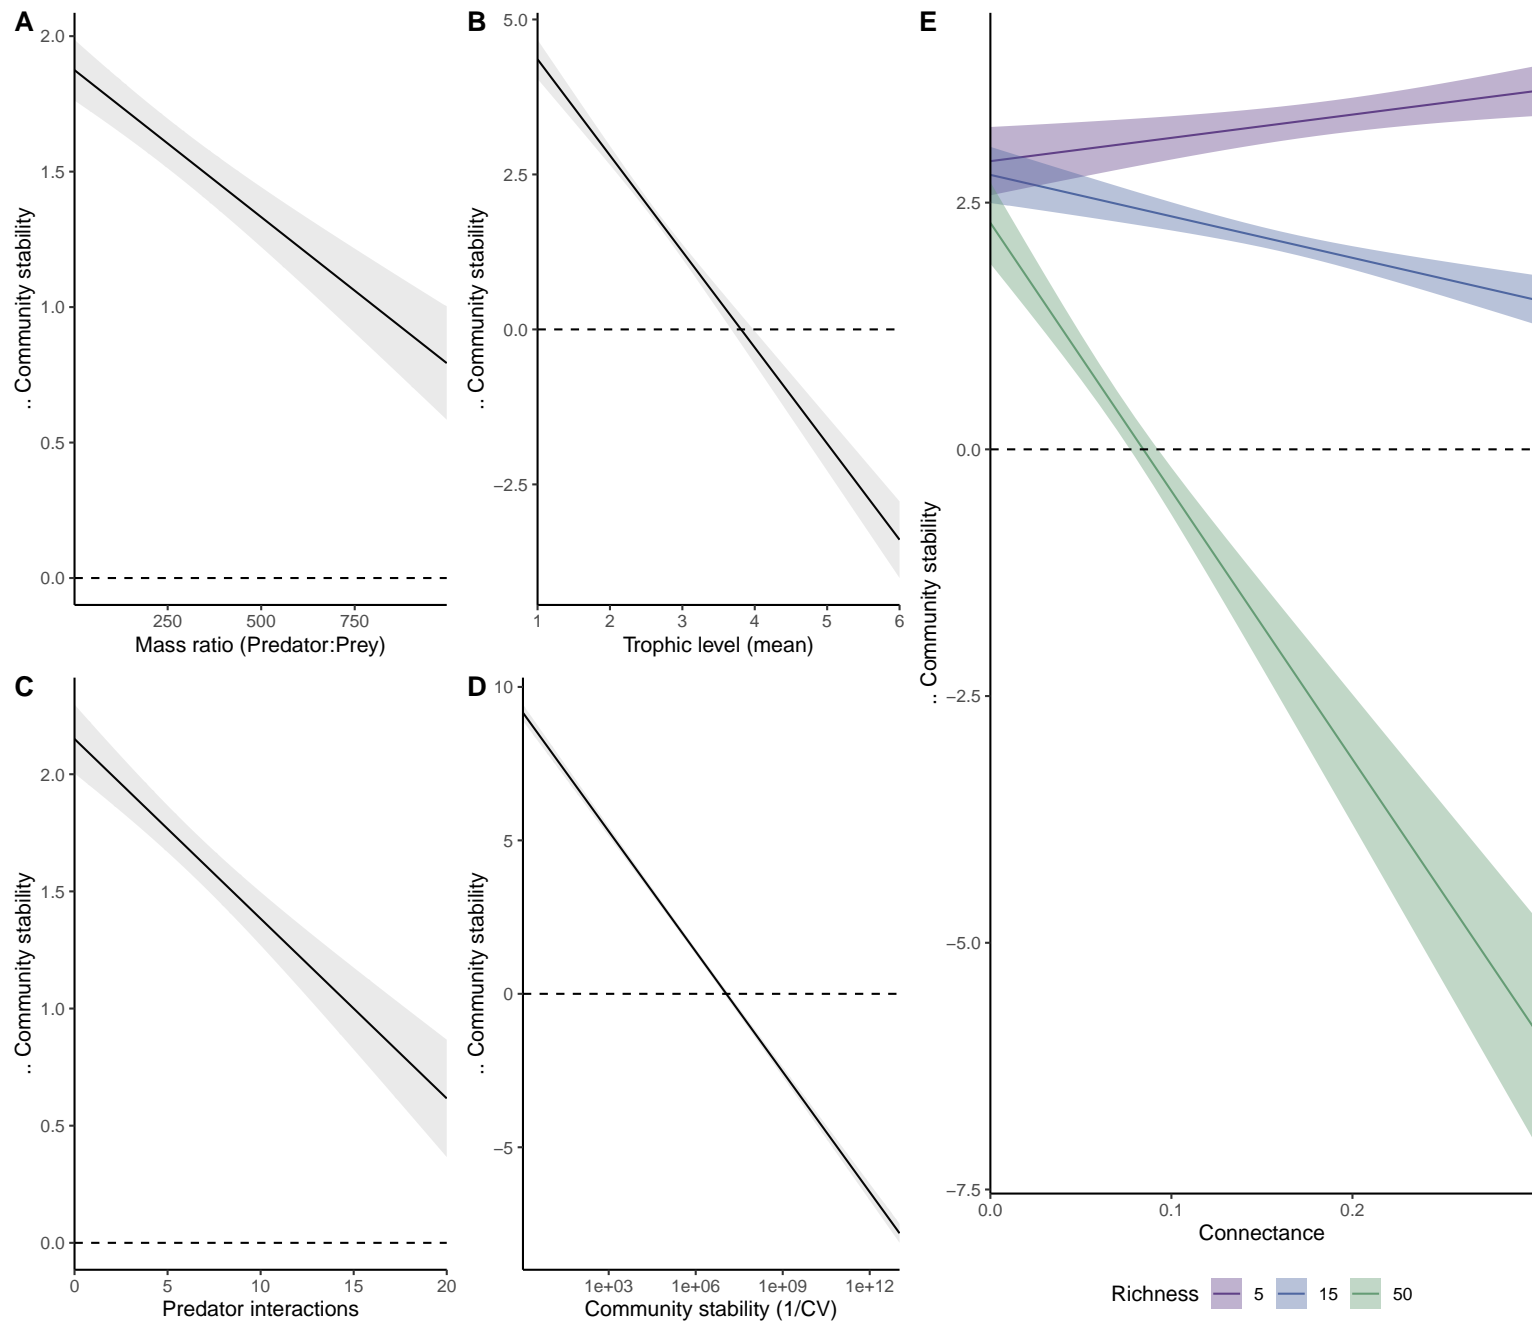 A
2.0
1.5
1.0
0.5
0.0
.. Community stability
250 500 750
Mass ratio (Predator:Prey)
B
5.0
2.5
0.0
−2.5
.. Community stability
1 2 3 4 5 6
Trophic level (mean)
C
2.0
1.5
1.0
0.5
0.0
.. Community stability
0 5 10 15 20
Predator interactions
D
10
5
0
−5
.. Community stability
1e+03 1e+06 1e+09 1e+12
Community stability (1/CV)
E
2.5
0.0
−2.5
−5.0
−7.5
.. Community stability
0.0 0.1 0.2
Connectance
Richness 5 15 50